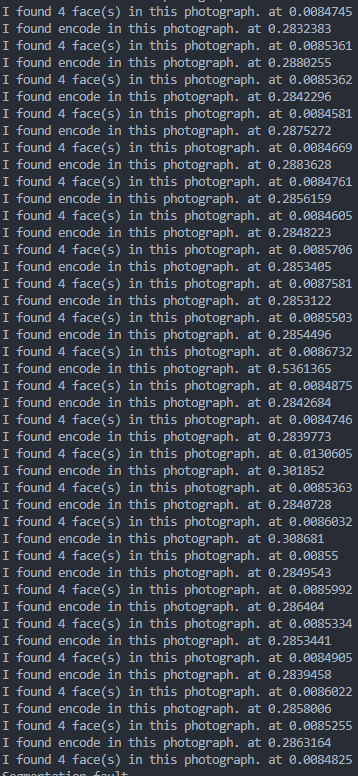 I found 4 face(s) in this photograph. at 0.0084745
I found encode in this photograph. at 0.2832383
I found 4 face(s) in this photograph. at 0.0085361
I found encode in this photograph. at 0.2880255
I found 4 face(s) in this photograph. at 0.0085362
I found encode in this photograph. at 0.2842296
I found 4 face(s) in this photograph. at 0.0084581
I found encode in this photograph. at 0.2875272
I found 4 face(s) in this photograph. at 0.0084669
I found encode in this photograph. at 0.2883628
I found 4 face(s) in this photograph. at 0.0084761
I found encode in this photograph. at 0.2856159
I found 4 face(s) in this photograph. at 0.0084605
I found encode in this photograph. at 0.2848223
I found 4 face(s) in this photograph. at 0.0085706
I found encode in this photograph. at 0.2853405
I found 4 face(s) in this photograph. at 0.0087581
I found encode in this photograph. at 0.2853122
I found 4 face(s) in this photograph. at 0.0085503
I found encode in this photograph. at 0.2854496
I found 4 face(s) in this photograph. at 0.0086732
I found encode in this photograph. at 0.5361365
I found 4 face(s) in this photograph. at 0.0084875
I found encode in this photograph. at 0.2842684
I found 4 face(s) in this photograph. at 0.0084746
I found encode in this photograph. at 0.2839773
I found 4 face(s) in this photograph. at 0.0130605
I found encode in this photograph. at 0.301852
I found 4 face(s) in this photograph. at 0.0085363
I found encode in this photograph. at 0.2840728
I found 4 face(s) in this photograph. at 0.0086032
I found encode in this photograph. at 0.308681
I found 4 face(s) in this photograph. at 0.00855
I found encode in this photograph. at 0.2849543
I found 4 face(s) in this photograph. at 0.0085992
I found encode in this photograph. at 0.286404
I found 4 face(s) in this photograph. at 0.0085334
I found encode in this photograph. at 0.2853441
I found 4 face(s) in this photograph. at 0.0084905
I found encode in this photograph. at 0.2839458
I found 4 face(s) in this photograph. at 0.0086022
I found encode in this photograph. at 0.2858006
I found 4 face(s) in this photograph. at 0.0085255
I found encode in this photograph. at 0.2863164
I found 4 face(s) in this photograph. at 0.0084825
Segmentation fault